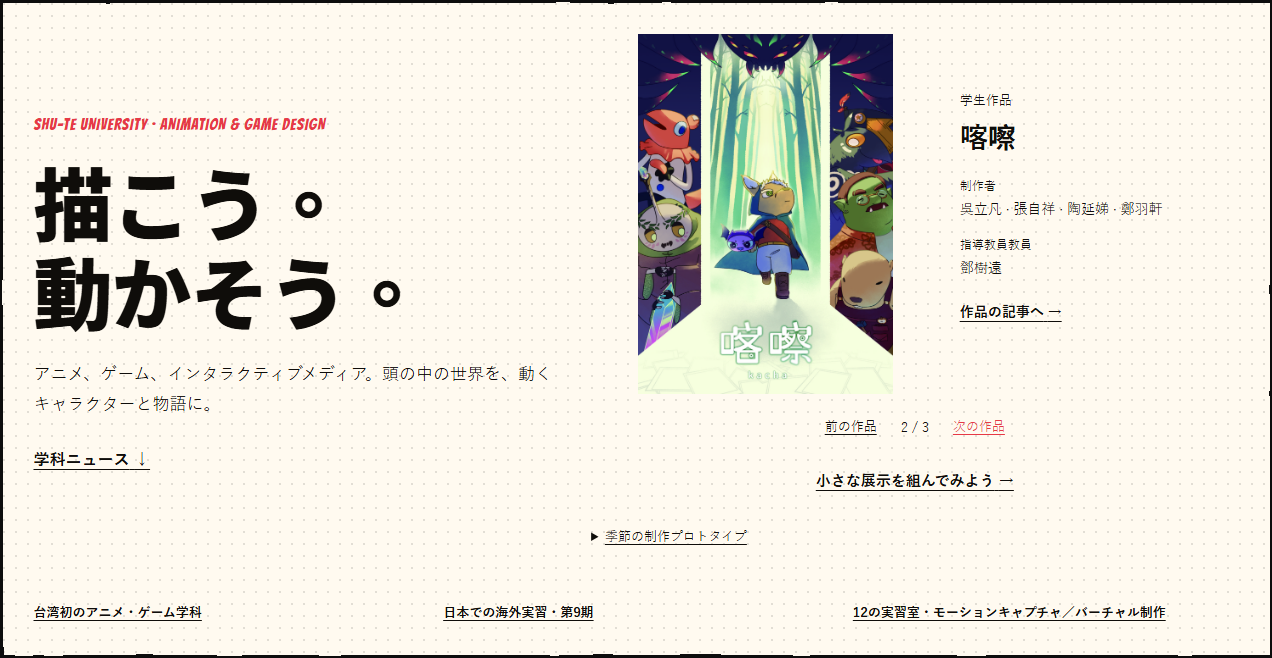 SHU-TE UNIVERSITY · ANIMATION & GAME DESIGN
描こう。
動かそう。
アニメ、ゲーム、インタラクティブメディア。頭の中の世界を、動く
キャラクターと物語に。
学科ニュース ↓
喀嚓
kacha
学生作品
喀嚓
制作者
吳立凡 · 張自祥 · 陶延娣 · 鄭羽軒
指導教員教員
鄧樹遠
作品の記事へ →
前の作品 2 / 3 次の作品
小さな展示を組んでみよう →
▶ 季節の制作プロトタイプ
台湾初のアニメ・ゲーム学科
日本での海外実習・第9期
12の実習室・モーションキャプチャ／バーチャル制作